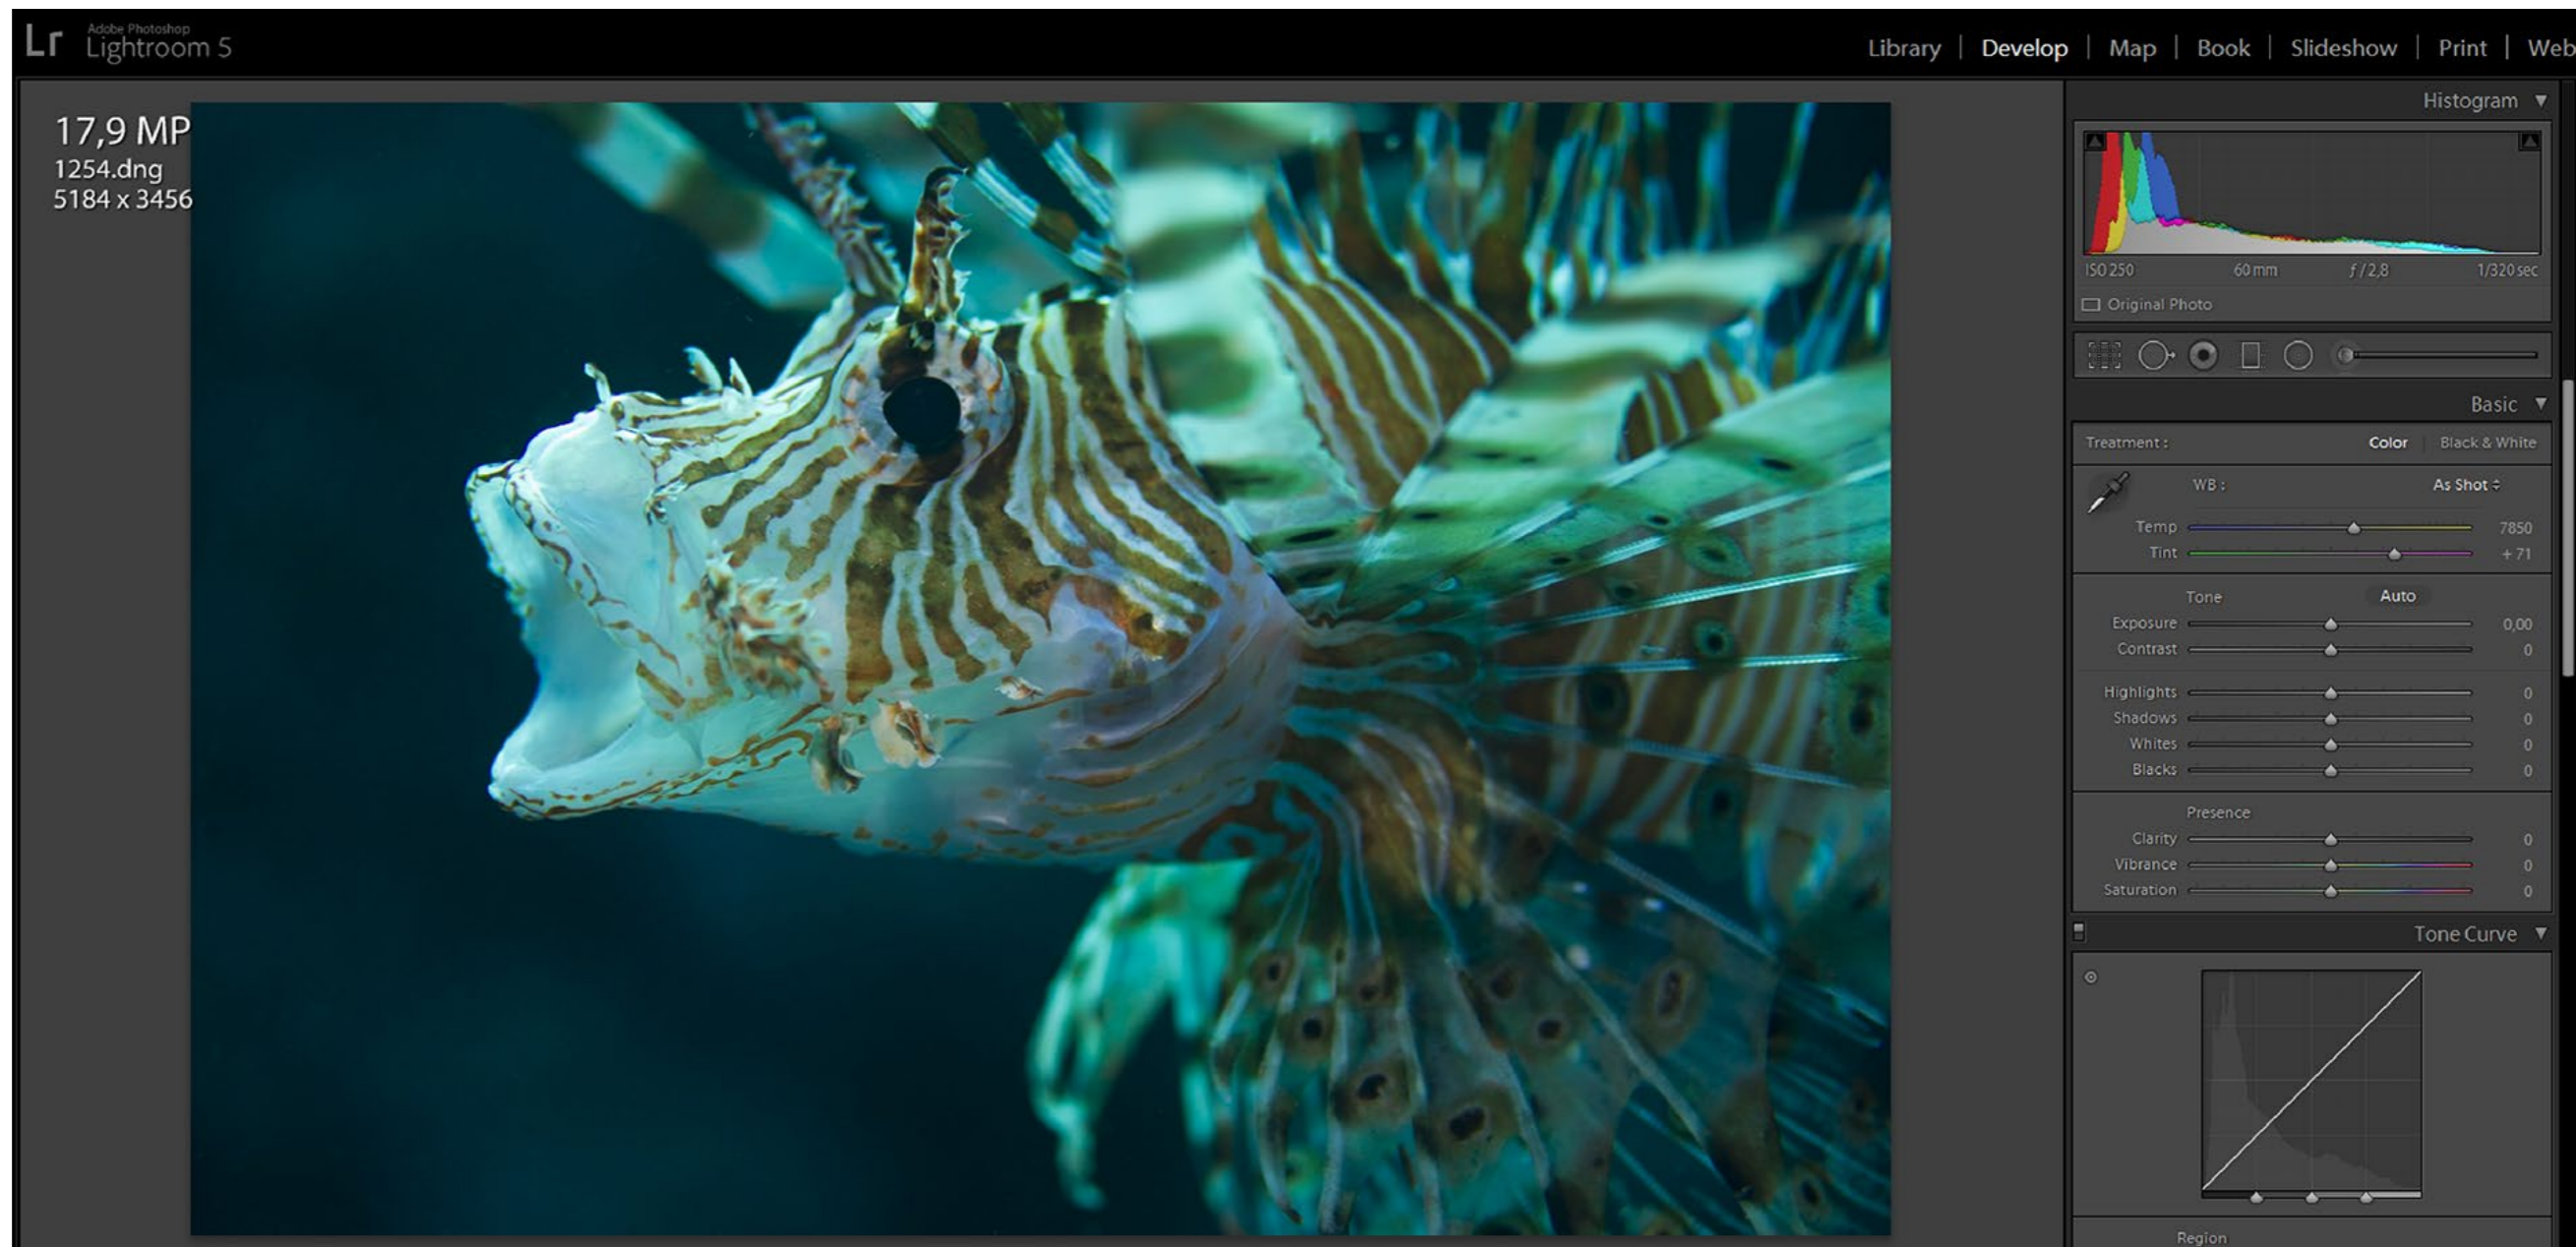 Lr
Adobe Photoshop
Lightroom 5
Library | Develop | Map | Book | Slideshow | Print | Web
17,9 MP
1254.dng
5184 x 3456
Histogram
ISO 250 60 mm ƒ / 2,8 1/320 sec
Original Photo
Basic
Treatment : Color Black & White
WB : As Shot
Temp 7850
Tint + 71
Tone Auto
Exposure 0,00
Contrast 0
Highlights 0
Shadows 0
Whites 0
Blacks 0
Presence
Clarity 0
Vibrance 0
Saturation 0
Tone Curve
Region